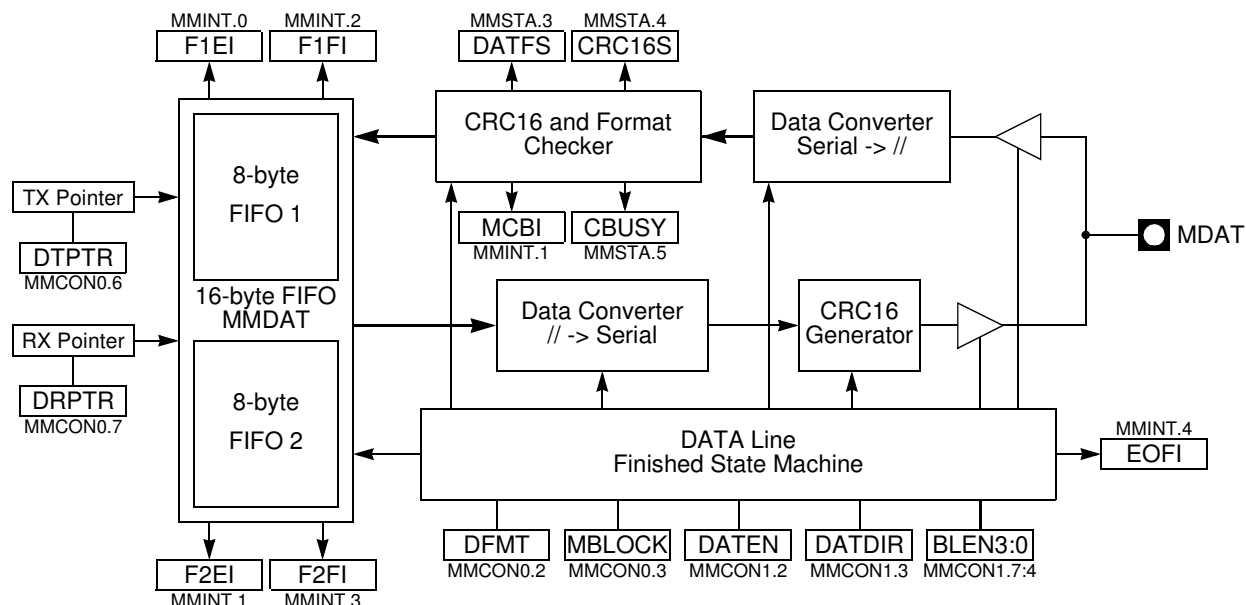 MMINT.0
F1EI
MMINT.2
F1FI
MMSTA.3
DATFS
MMSTA.4
CRC16S
8-byte
FIFO 1
CRC16 and Format
Checker
Data Converter
Serial -> //
TX Pointer
DTPTR
MMCON0.6
MCBI
MMINT.1
CBUSY
MMSTA.5
MDAT
16-byte FIFO
MMDAT
Data Converter
// -> Serial
CRC16
Generator
RX Pointer
DRPTR
MMCON0.7
8-byte
FIFO 2
DATA Line
Finished State Machine
MMINT.4
EOFI
F2EI
MMINT.1
F2FI
MMINT.3
DFMT
MMCON0.2
MBLOCK
MMCON0.3
DATEN
MMCON1.2
DATDIR
MMCON1.3
BLEN3:0
MMCON1.7:4